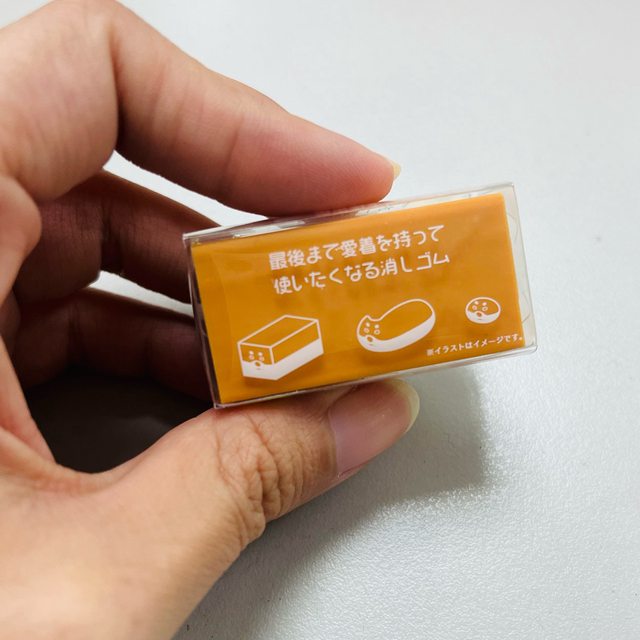 最後まで愛着を持って
使いたくなる消しゴム
※イラストはイメージです。